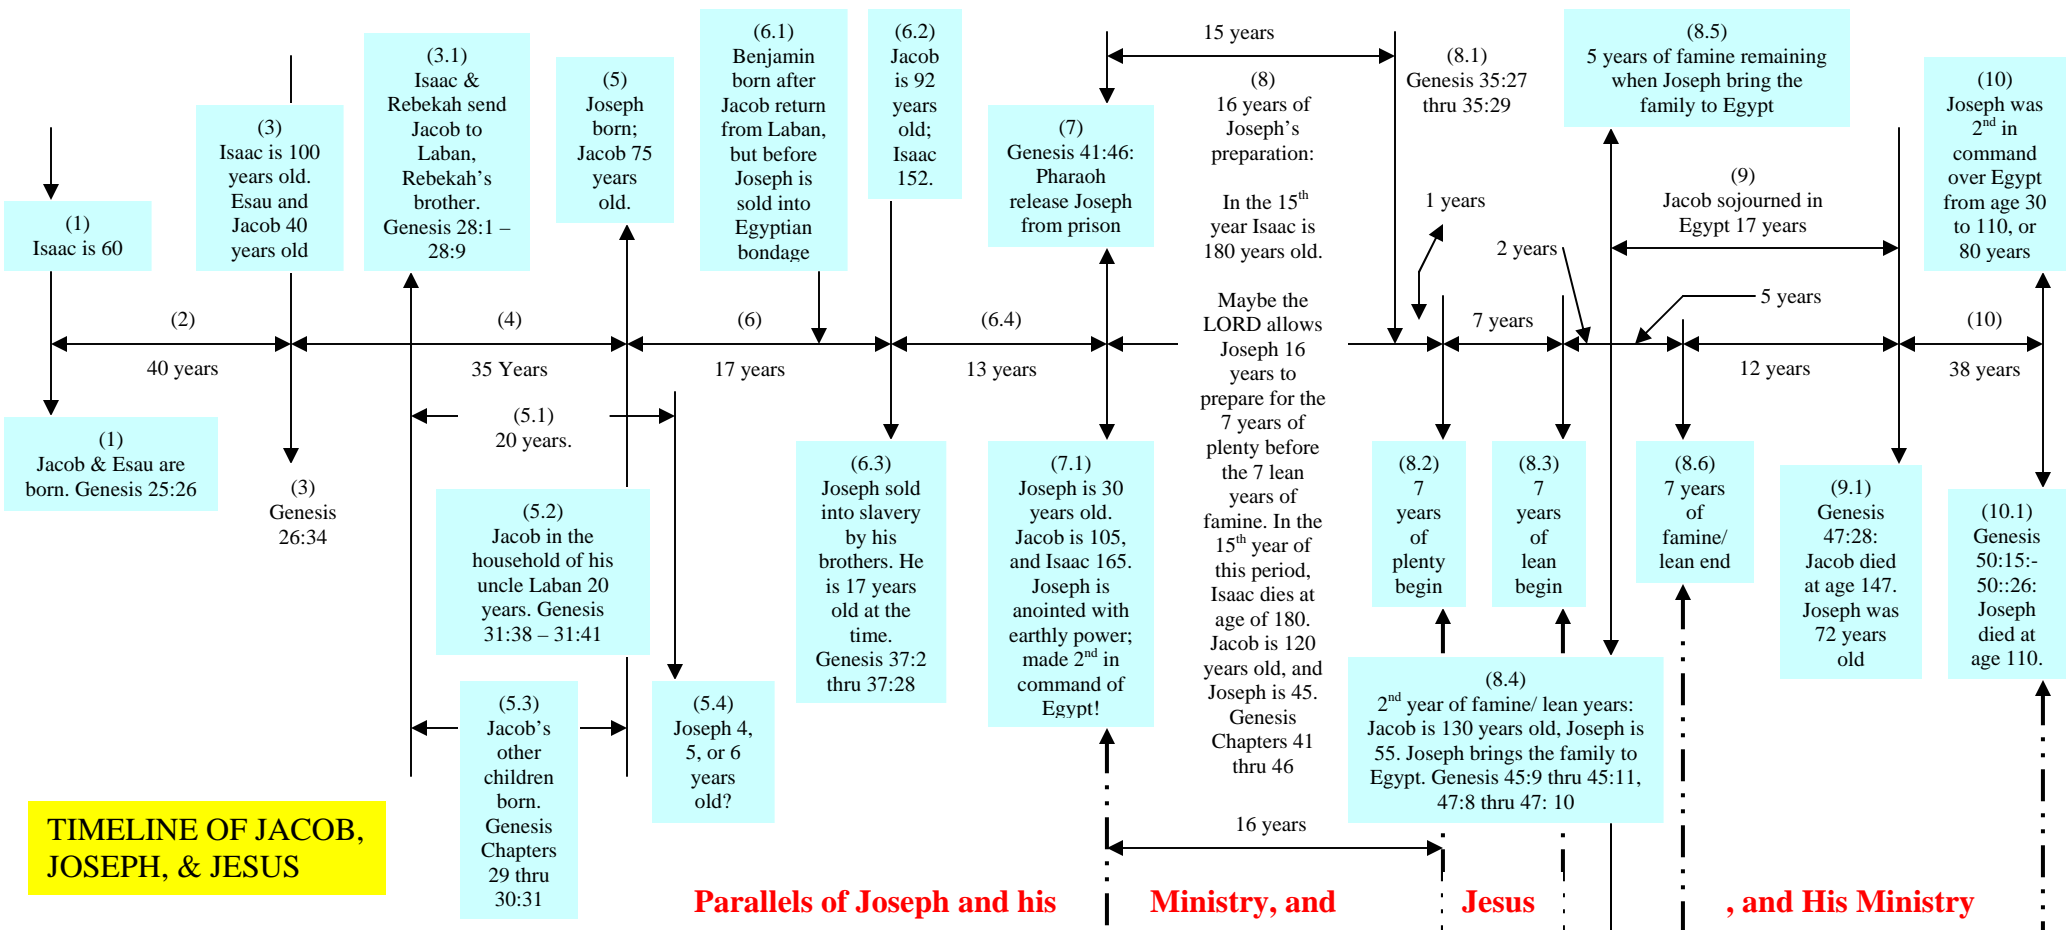 (1)
Isaac is 60
(2)
40 years
(1)
Jacob & Esau are
born. Genesis 25:26
(3)
Isaac is 100
years old.
Esau and
Jacob 40
years old
(3)
Genesis
26:34
(3.1)
Isaac &
Rebekah send
Jacob to
Laban,
Rebekah’s
brother.
Genesis 28:1 –
28:9
(4)
35 Years
(5)
Joseph
born;
Jacob 75
years
old.
(5.1)
20 years.
(5.2)
Jacob in the
household of his
uncle Laban 20
years. Genesis
31:38 – 31:41
(5.3)
Jacob’s
other
children
born.
Genesis
Chapters
29 thru
30:31
(5.4)
Joseph 4,
5, or 6
years
old?
(6.1)
Benjamin
born after
Jacob return
from Laban,
but before
Joseph is
sold into
Egyptian
bondage
(6)
17 years
(6.2)
Jacob
is 92
years
old;
Isaac
152.
(6.3)
Joseph sold
into slavery
by his
brothers. He
is 17 years
old at the
time.
Genesis 37:2
thru 37:28
(6.4)
13 years
(7)
Genesis 41:46:
Pharaoh
release Joseph
from prison
(7.1)
Joseph is 30
years old.
Jacob is 105,
and Isaac 165.
Joseph is
anointed with
earthly power;
made 2nd in
command of
Egypt!
15 years
(8)
16 years of
Joseph’s
preparation:
In the 15th
year Isaac is
180 years old.
Maybe the
LORD allows
Joseph 16
years to
prepare for the
7 years of
plenty before
the 7 lean
years of
famine. In the
15th year of
this period,
Isaac dies at
age of 180.
Jacob is 120
years old, and
Joseph is 45.
Genesis
Chapters 41
thru 46
16 years
(8.1)
Genesis 35:27
thru 35:29
1 years
7 years
2 years
5 years
(8.2)
7
years
of
plenty
begin
(8.3)
7
years
of
lean
begin
(8.4)
2nd year of famine/ lean years:
Jacob is 130 years old, Joseph is
55. Joseph brings the family to
Egypt. Genesis 45:9 thru 45:11,
47:8 thru 47: 10
(8.5)
5 years of famine remaining
when Joseph bring the
family to Egypt
(8.6)
7 years
of
famine/
lean end
(9)
Jacob sojourned in
Egypt 17 years
12 years
(9.1)
Genesis
47:28:
Jacob died
at age 147.
Joseph was
72 years
old
(10)
Joseph was
2nd in
command
over Egypt
from age 30
to 110, or
80 years
(10)
38 years
(10.1)
Genesis
50:15:-
50::26:
Joseph
died at
age 110.
TIMELINE OF JACOB,
JOSEPH, & JESUS
Parallels of Joseph and his Ministry, and Jesus , and His Ministry